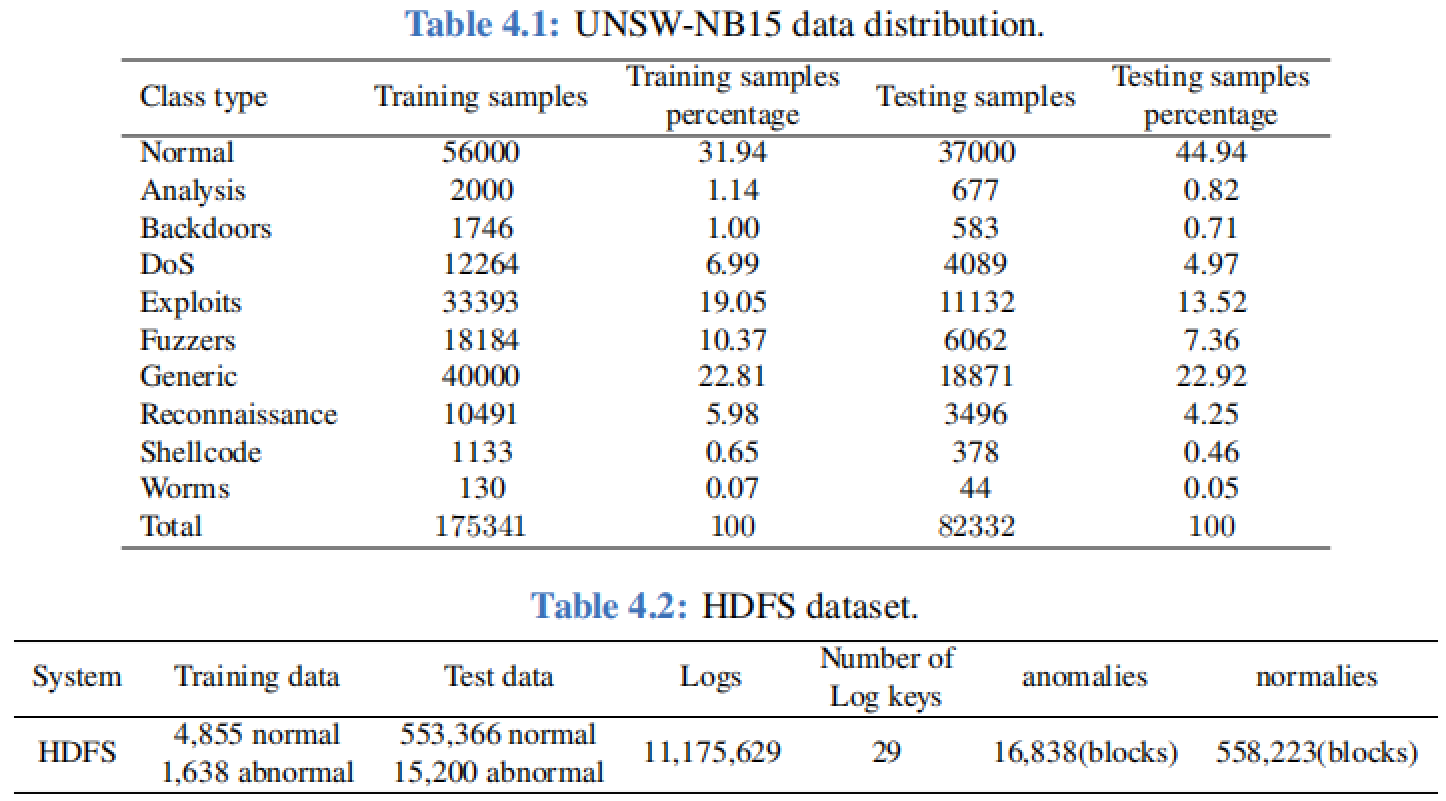 Table 4.1: UNSW-NB15 data distribution.
Class type Training samples Training samples percentage Testing samples Testing samples percentage
Normal 56000 31.94 37000 44.94
Analysis 2000 1.14 677 0.82
Backdoors 1746 1.00 583 0.71
DoS 12264 6.99 4089 4.97
Exploits 33393 19.05 11132 13.52
Fuzzers 18184 10.37 6062 7.36
Generic 40000 22.81 18871 22.92
Reconnaissance 10491 5.98 3496 4.25
Shellcode 1133 0.65 378 0.46
Worms 130 0.07 44 0.05
Total 175341 100 82332 100
Table 4.2: HDFS dataset.
System Training data Test data Logs Number of Log keys anomalies normalies
HDFS 4,855 normal 1,638 abnormal 553,366 normal 15,200 abnormal 11,175,629 29 16,838(blocks) 558,223(blocks)